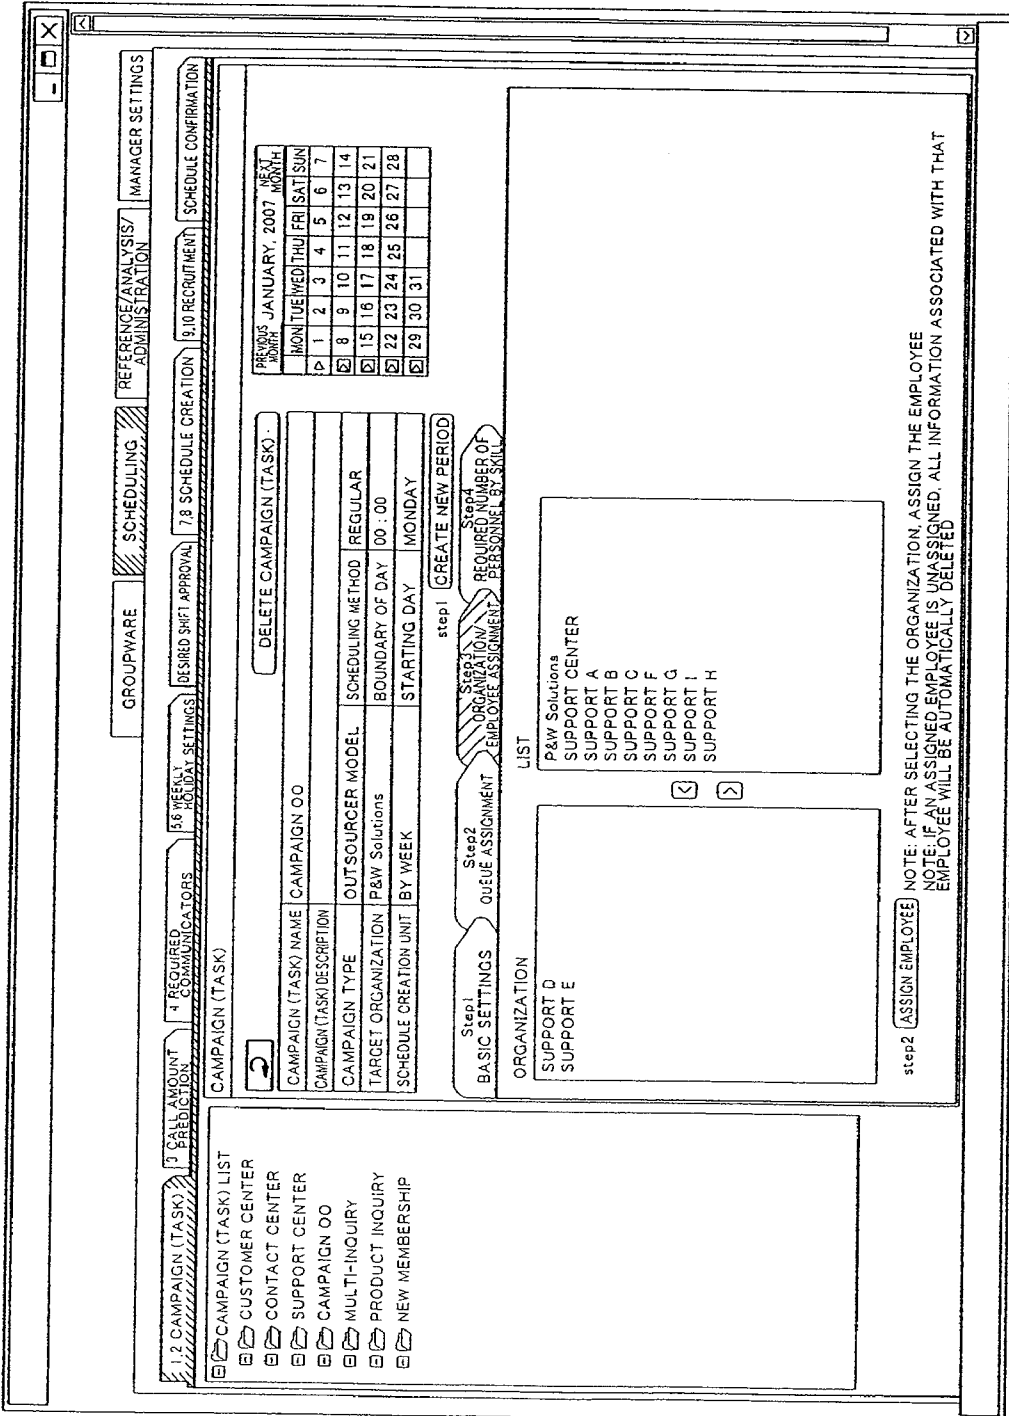 GROUPWARE
SCHEDULING
REFERENCE/ANALYSIS/
ADMINISTRATION
MANAGER SETTINGS
1,2 CAMPAIGN (TASK)
3 CALL AMOUNT
PREDICTION
4 REQUIRED
COMMUNICATORS
5,6 WEEKLY
HOLIDAY SETTINGS
DESIRED SHIFT APPROVAL
7,8 SCHEDULE CREATION
9,10 RECRUITMENT
SCHEDULE CONFIRMATION
CAMPAIGN (TASK) LIST
CUSTOMER CENTER
CONTACT CENTER
SUPPORT CENTER
CAMPAIGN OO
MULTI-INQUIRY
PRODUCT INQUIRY
NEW MEMBERSHIP
CAMPAIGN (TASK)
DELETE CAMPAIGN (TASK)
CAMPAIGN (TASK) NAME CAMPAIGN OO
CAMPAIGN (TASK) DESCRIPTION
CAMPAIGN TYPE OUTSOURCER MODEL SCHEDULING METHOD REGULAR
TARGET ORGANIZATION P&W Solutions BOUNDARY OF DAY 00:00
SCHEDULE CREATION UNIT BY WEEK STARTING DAY MONDAY
PREVIOUS MONTH JANUARY, 2007 NEXT MONTH
MON TUE WED THU FRI SAT SUN
1 2 3 4 5 6 7
8 9 10 11 12 13 14
15 16 17 18 19 20 21
22 23 24 25 26 27 28
29 30 31
step1 CREATE NEW PERIOD
Step1
BASIC SETTINGS
Step2
QUEUE ASSIGNMENT
Step3
ORGANIZATION/
EMPLOYEE ASSIGNMENT
Step4
REQUIRED NUMBER OF
PERSONNEL BY SKILL
ORGANIZATION
SUPPORT D
SUPPORT E
LIST
P&W Solutions
SUPPORT CENTER
SUPPORT A
SUPPORT B
SUPPORT C
SUPPORT F
SUPPORT G
SUPPORT I
SUPPORT H
step2 ASSIGN EMPLOYEE NOTE: AFTER SELECTING THE ORGANIZATION, ASSIGN THE EMPLOYEE
NOTE: IF AN ASSIGNED EMPLOYEE IS UNASSIGNED, ALL INFORMATION ASSOCIATED WITH THAT
EMPLOYEE WILL BE AUTOMATICALLY DELETED